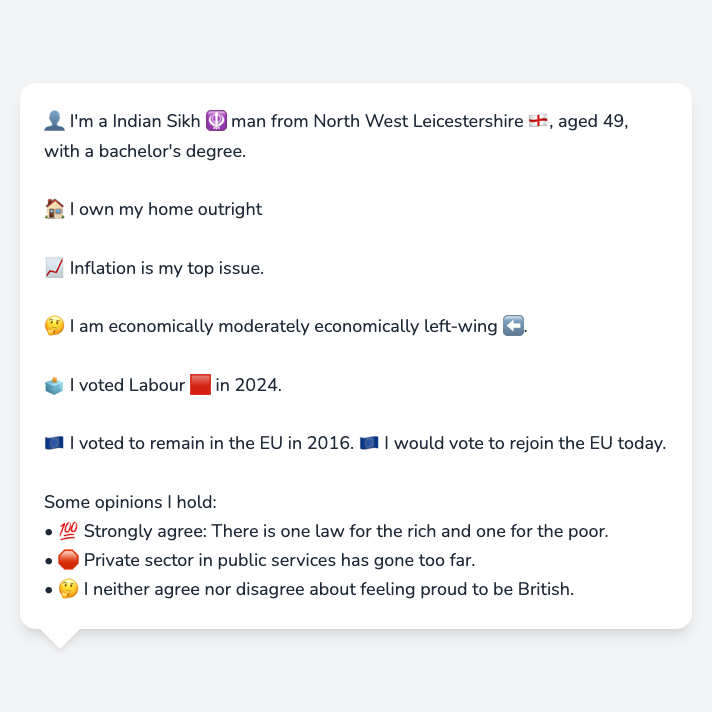 👤 I'm a Indian Sikh 🪯 man from North West Leicestershire 🏴󠁧󠁢󠁥󠁮󠁧󠁿, aged 49,
with a bachelor's degree.
🏠 I own my home outright
📈 Inflation is my top issue.
🤔 I am economically moderately economically left-wing ⬅️.
🗳️ I voted Labour 🟥 in 2024.
🇪🇺 I voted to remain in the EU in 2016. 🇪🇺 I would vote to rejoin the EU today.
Some opinions I hold:
• 💯 Strongly agree: There is one law for the rich and one for the poor.
• 🛑 Private sector in public services has gone too far.
• 🤔 I neither agree nor disagree about feeling proud to be British.